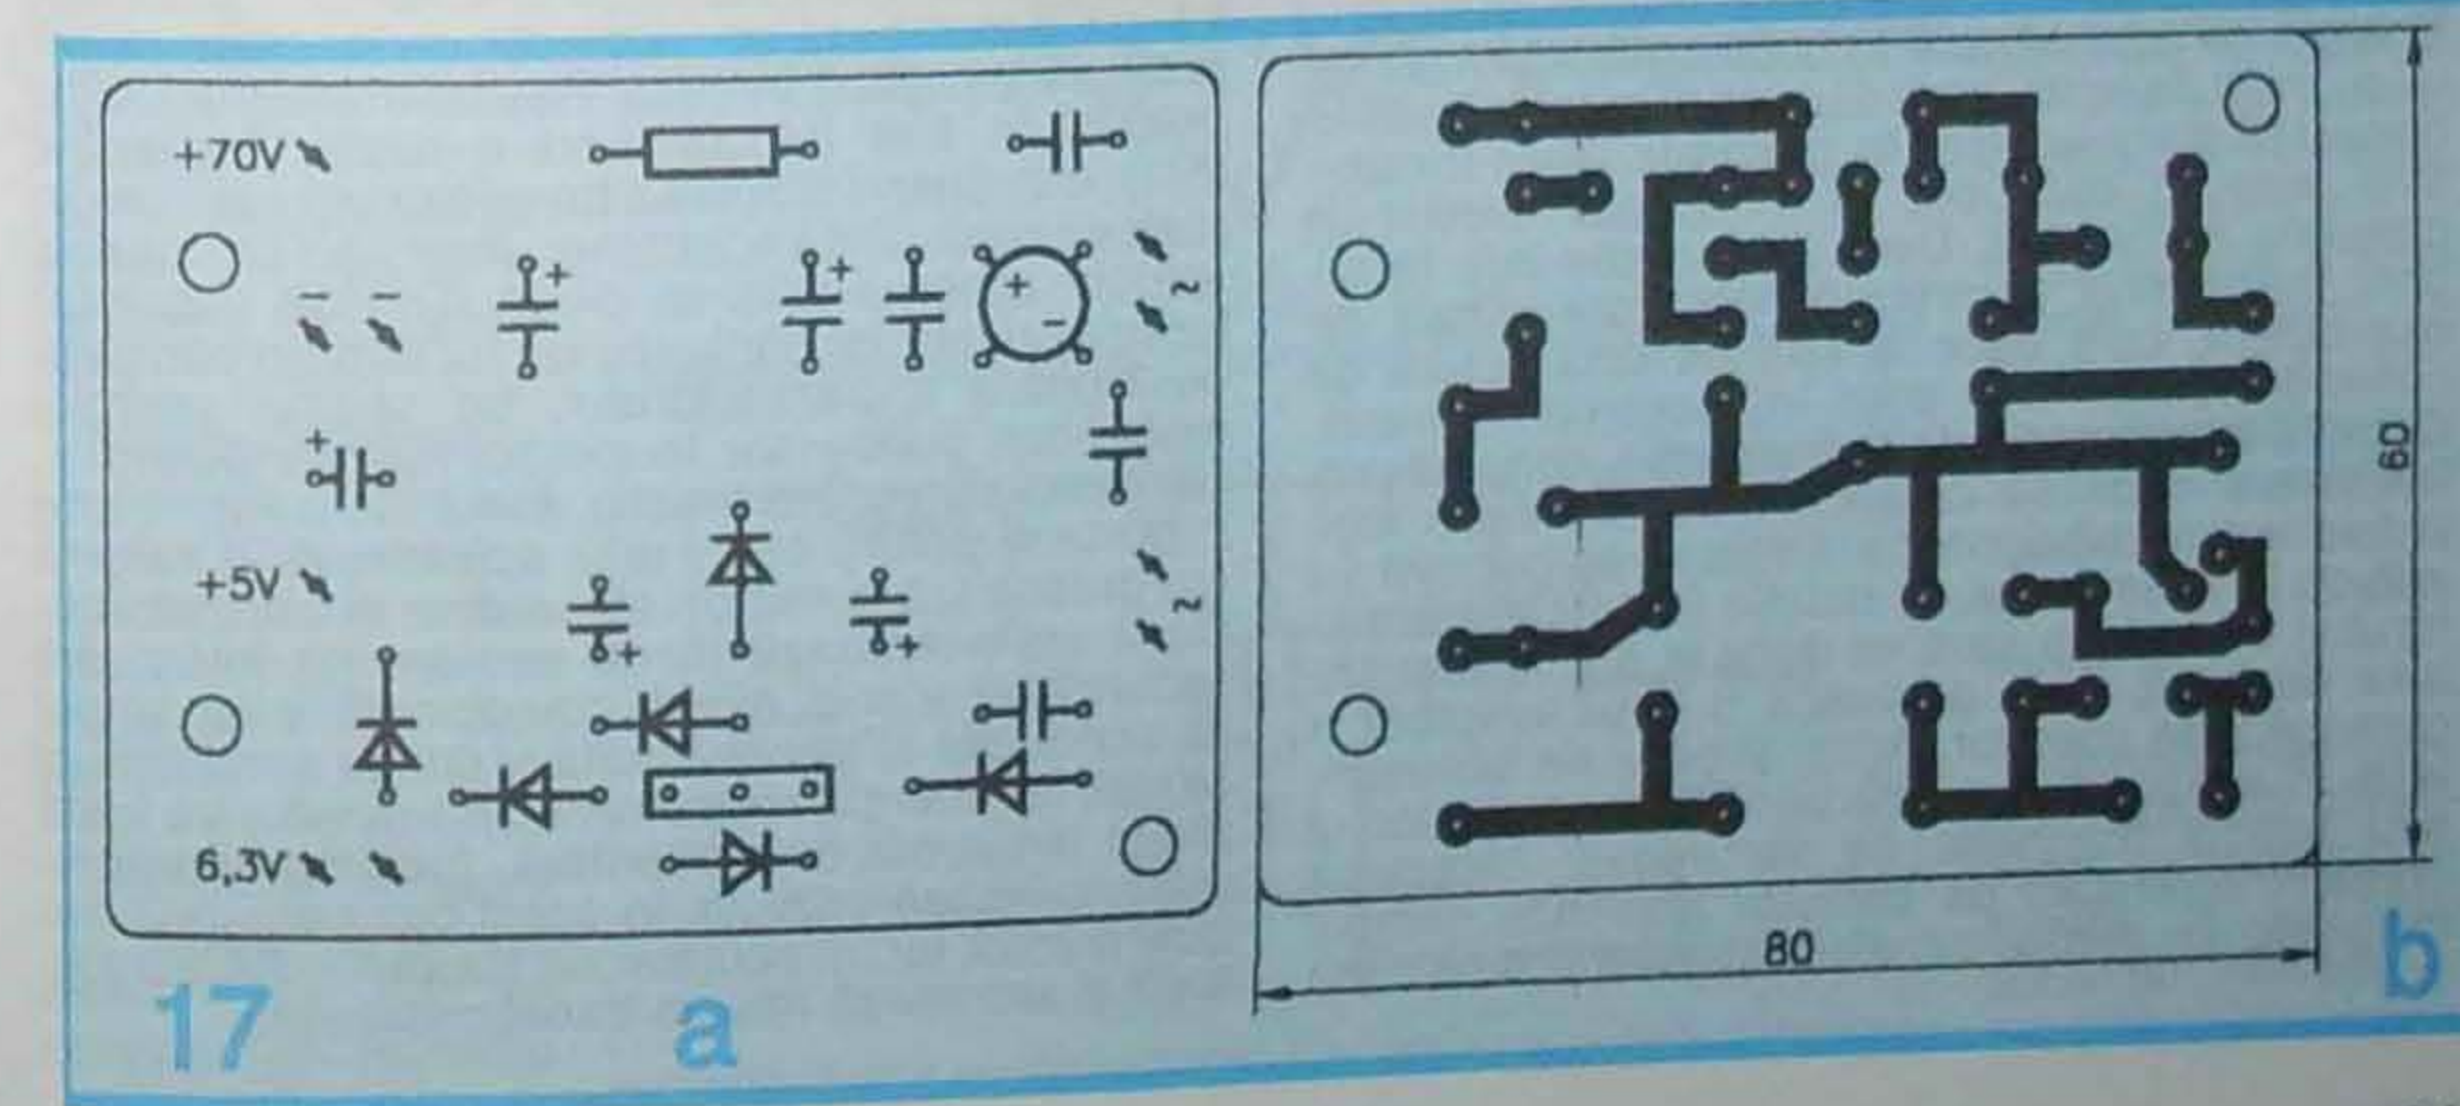 +70V
+
+
+
–
–
–
~
+
+5V
+
+
~
6,3V
60
80
17
a
b